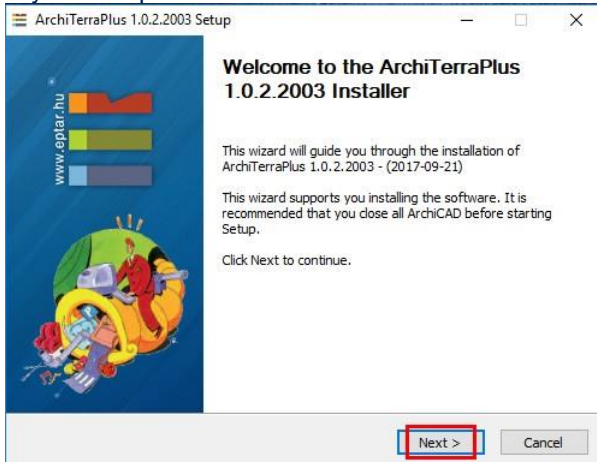 ArchiTerraPlus 1.0.2.2003 Setup
www.eptar.hu
Welcome to the ArchiTerraPlus
1.0.2.2003 Installer
This wizard will guide you through the installation of
ArchiTerraPlus 1.0.2.2003 - (2017-09-21)
This wizard supports you installing the software. It is
recommended that you close all ArchiCAD before starting
Setup.
Click Next to continue.
Next >
Cancel